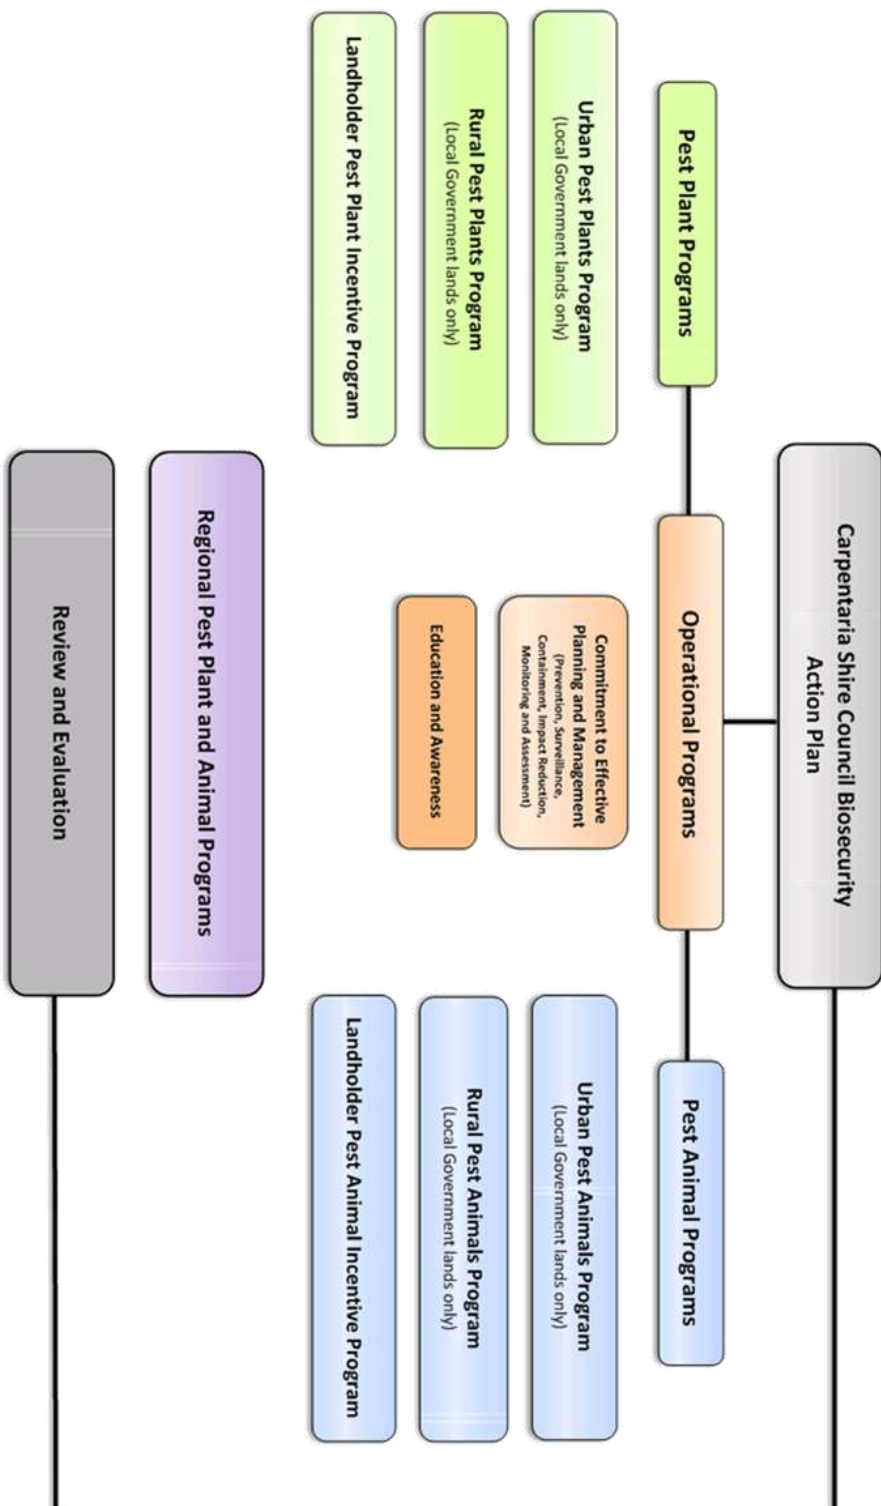 Carpentaria Shire Council Biosecurity
Action Plan
Pest Plant Programs
Operational Programs
Pest Animal Programs
Urban Pest Plants Program
(Local Government lands only)
Rural Pest Plants Program
(Local Government lands only)
Landholder Pest Plant Incentive Program
Commitment to Effective
Planning and Management
(Prevention, Surveillance,
Containment, Impact Reduction,
Monitoring and Assessment)
Education and Awareness
Urban Pest Animals Program
(Local Government lands only)
Rural Pest Animals Program
(Local Government lands only)
Landholder Pest Animal Incentive Program
Regional Pest Plant and Animal Programs
Review and Evaluation